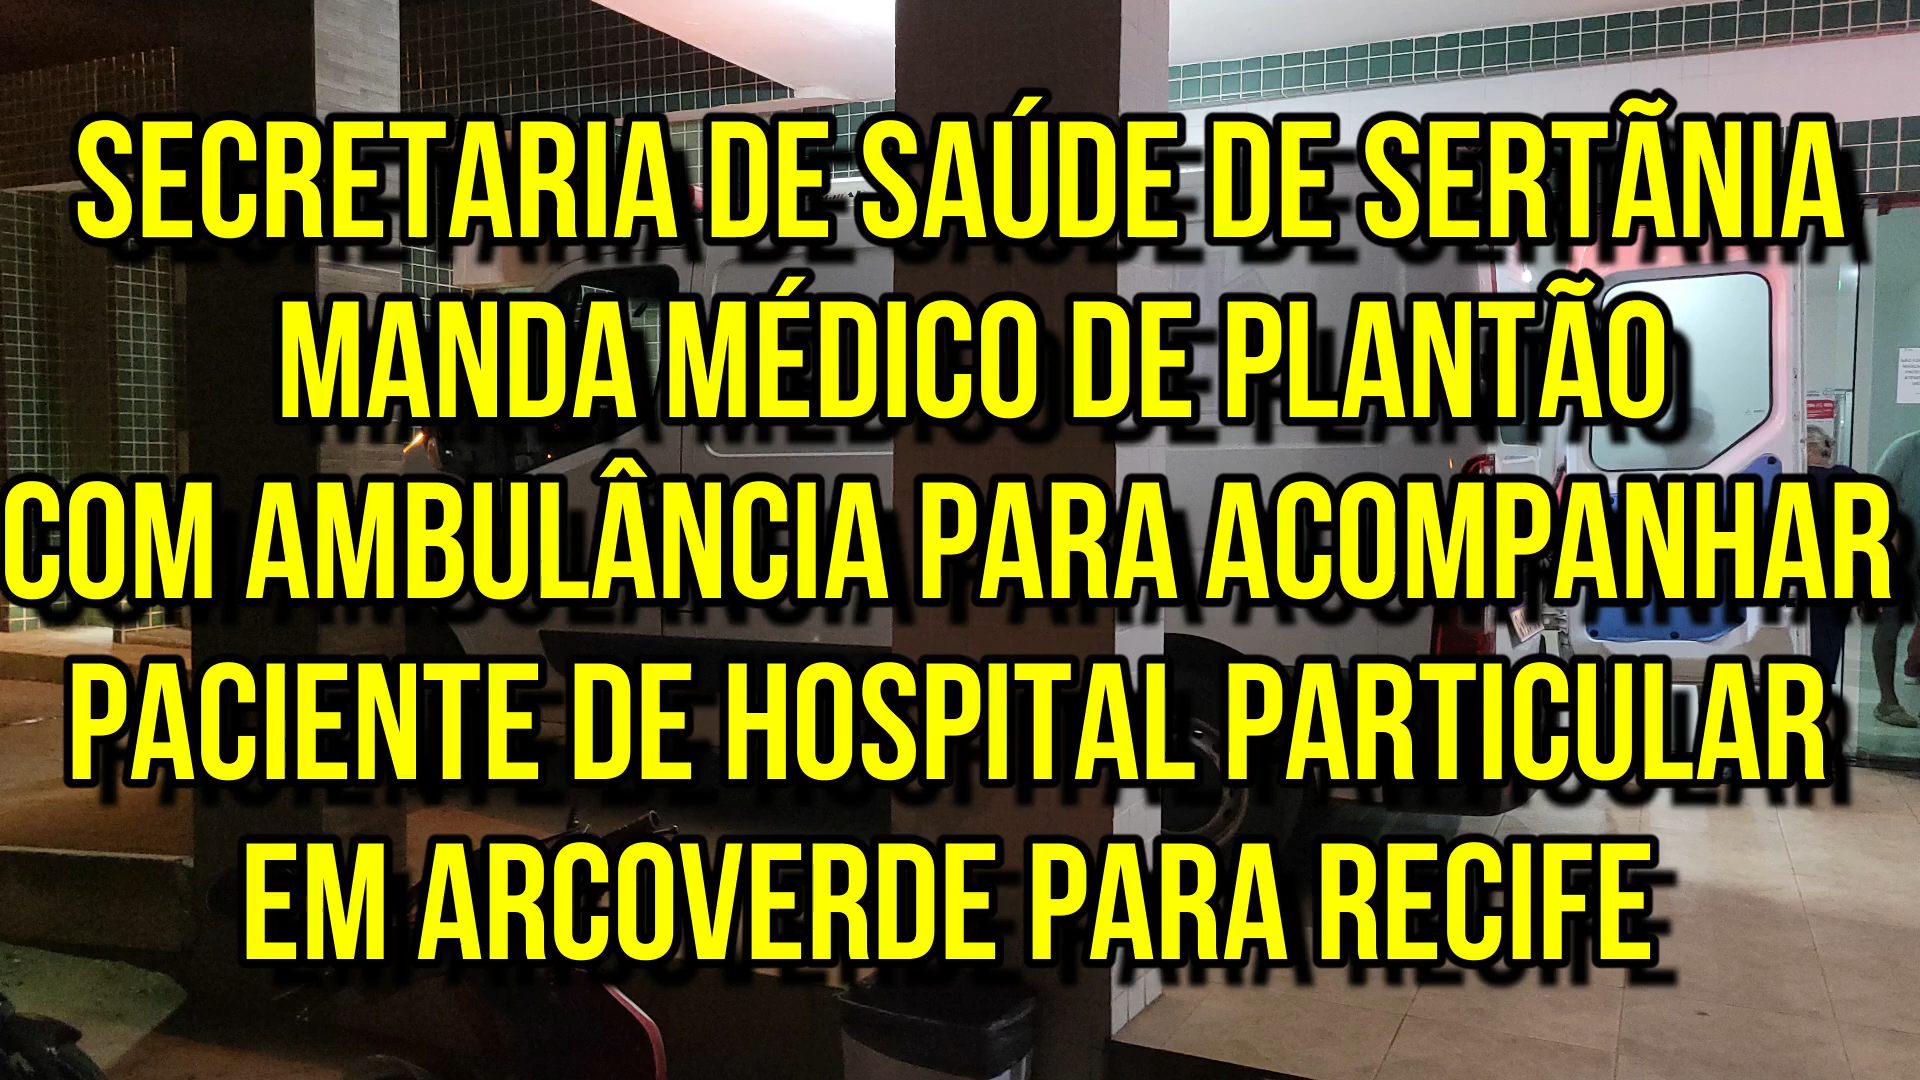 SECRETARIA DE SAÚDE DE SERTÃNIA
MANDA MÉDICO DE PLANTÃO
COM AMBULÂNCIA PARA ACOMPANHAR
PACIENTE DE HOSPITAL PARTICULAR
EM ARCOVERDE PARA RECIFE